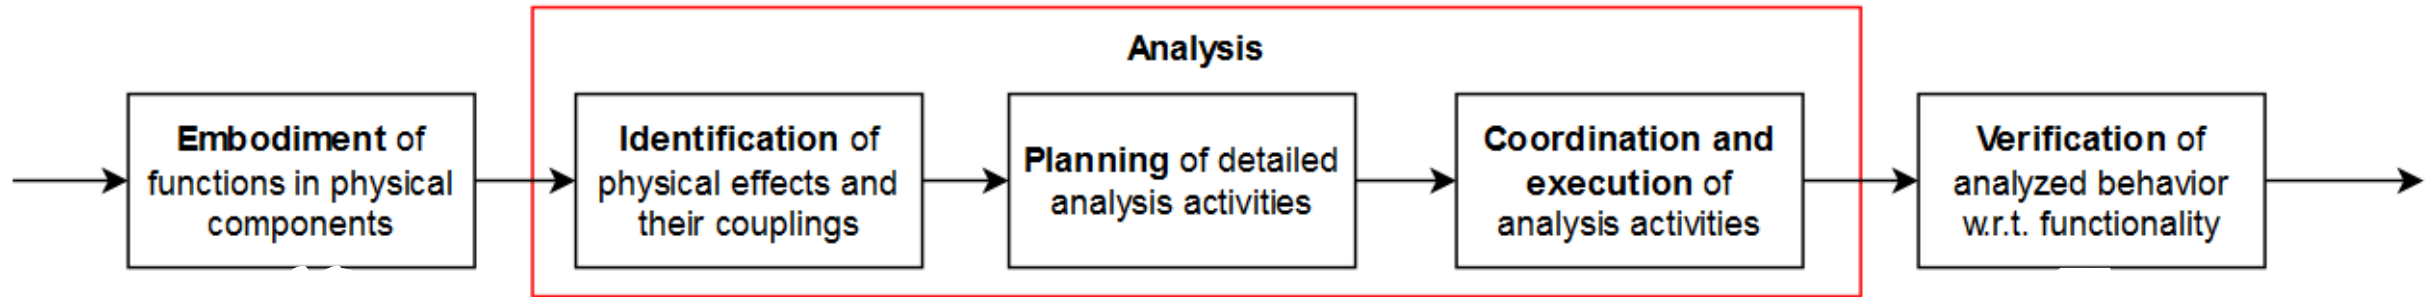 Analysis
Embodiment of
functions in physical
components
Identification of
physical effects and
their couplings
Planning of detailed
analysis activities
Coordination and
execution of
analysis activities
Verification of
analyzed behavior
w.r.t. functionality